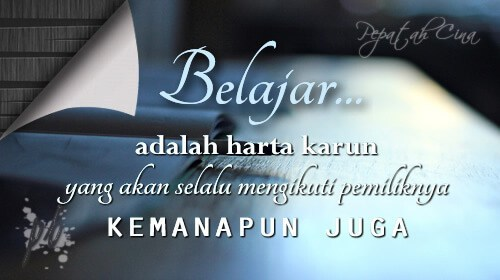 Pepatah Cina
Belajar...
adalah harta karun
yang akan selalu mengikuti pemiliknya
KEMANAPUN JUGA